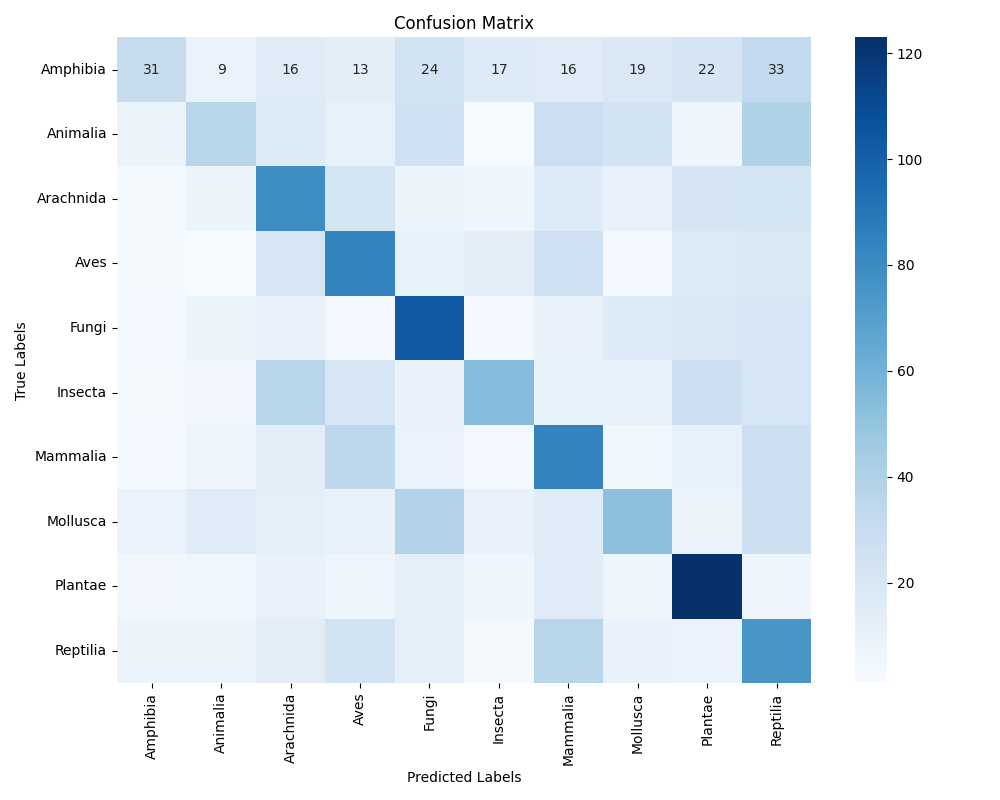 Confusion Matrix
True Labels
Amphibia 31 9 16 13 24 17 16 19 22 33
Animalia
Arachnida
Aves
Fungi
Insecta
Mammalia
Mollusca
Plantae
Reptilia
Amphibia Animalia Arachnida Aves Fungi Insecta Mammalia Mollusca Plantae Reptilia
Predicted Labels
120
100
80
60
40
20